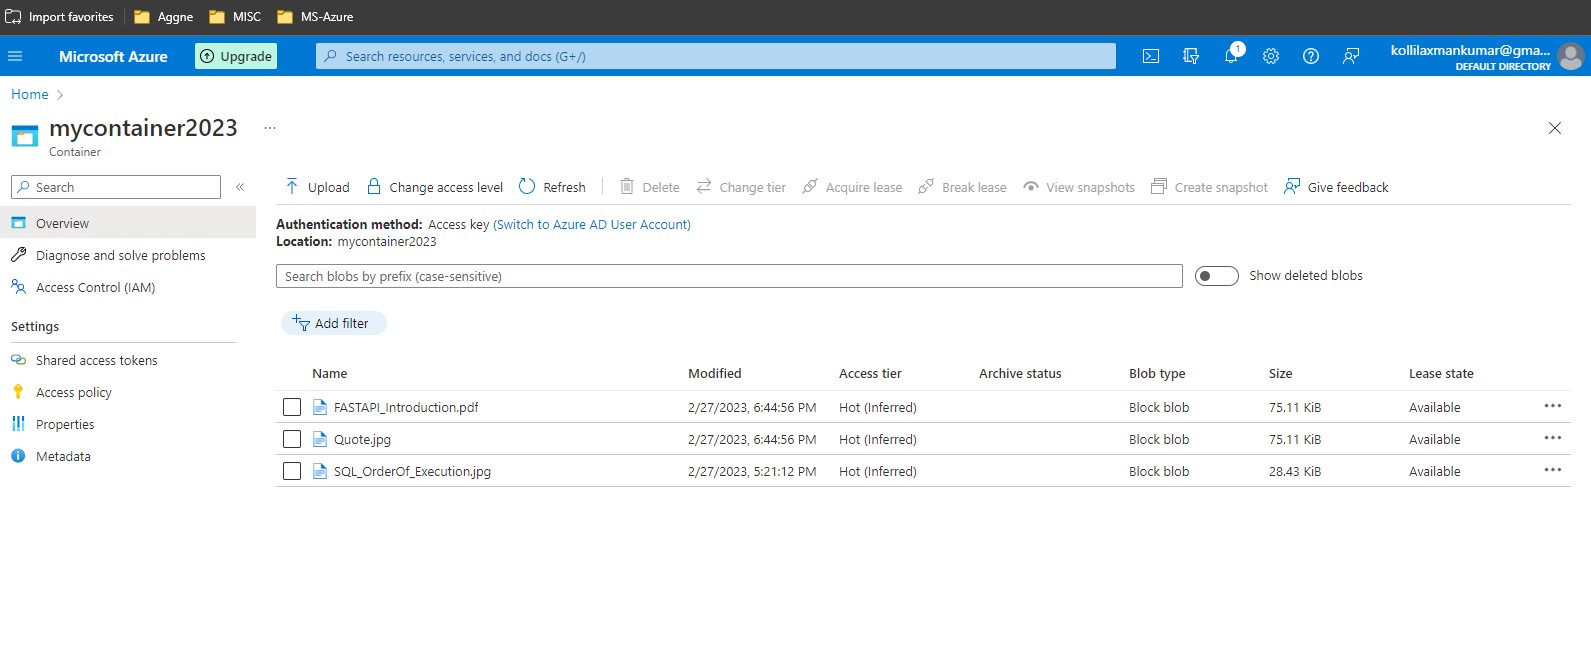 Import favorites Aggne MISC MS-Azure
Microsoft Azure Upgrade Search resources, services, and docs (G+/) 1 kollilaxmankumar@gma...
DEFAULT DIRECTORY
Home >
mycontainer2023 ...
Container
Search «
Upload Change access level Refresh Delete Change tier Acquire lease Break lease View snapshots Create snapshot Give feedback
Overview
Diagnose and solve problems
Access Control (IAM)
Settings
Shared access tokens
Access policy
Properties
Metadata
Authentication method: Access key (Switch to Azure AD User Account)
Location: mycontainer2023
Search blobs by prefix (case-sensitive) Show deleted blobs
Add filter
Name Modified Access tier Archive status Blob type Size Lease state
FASTAPI_Introduction.pdf 2/27/2023, 6:44:56 PM Hot (Inferred) Block blob 75.11 KiB Available ...
Quote.jpg 2/27/2023, 6:44:56 PM Hot (Inferred) Block blob 75.11 KiB Available ...
SQL_OrderOf_Execution.jpg 2/27/2023, 5:21:12 PM Hot (Inferred) Block blob 28.43 KiB Available ...